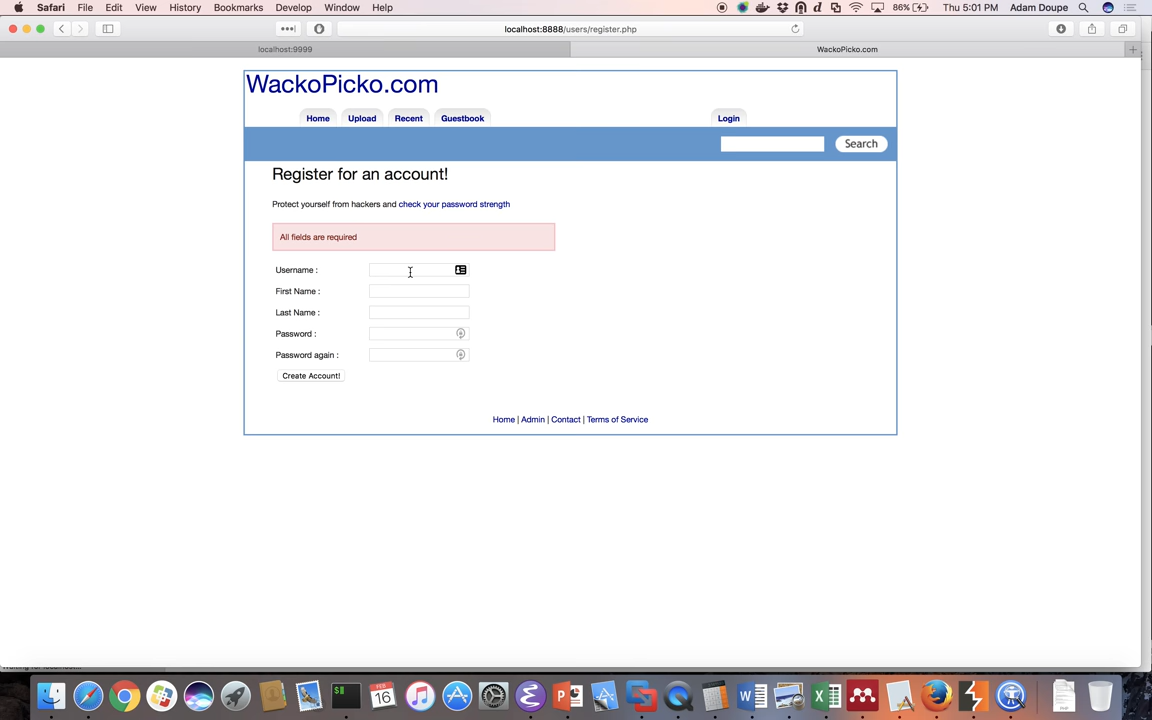 Safari File Edit View History Bookmarks Develop Window Help 86% Thu 5:01 PM Adam Doupe
localhost:8888/users/register.php
localhost:9999 WackoPicko.com
WackoPicko.com
Home Upload Recent Guestbook Login
Search
Register for an account!
Protect yourself from hackers and check your password strength
All fields are required
Username :
First Name :
Last Name :
Password :
Password again :
Create Account!
Home | Admin | Contact | Terms of Service